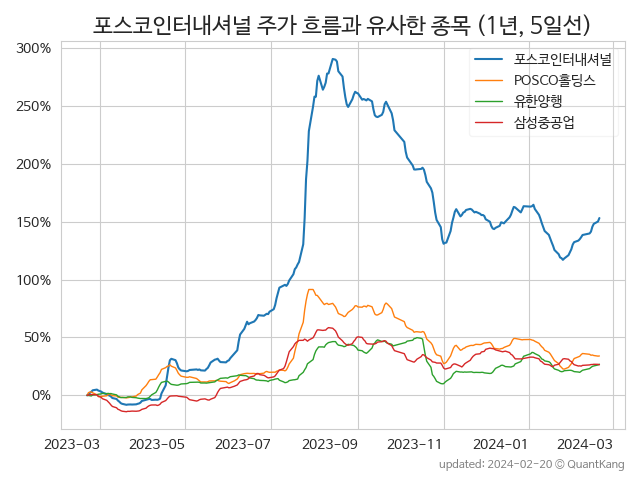 포스코인터내셔널 주가 흐름과 유사한 종목 (1년, 5일선)
포스코인터내셔널
POSCO홀딩스
유한양행
삼성중공업
300%
250%
200%
150%
100%
50%
0%
2023-03 2023-05 2023-07 2023-09 2023-11 2024-01 2024-03
updated: 2024-02-20 © QuantKang